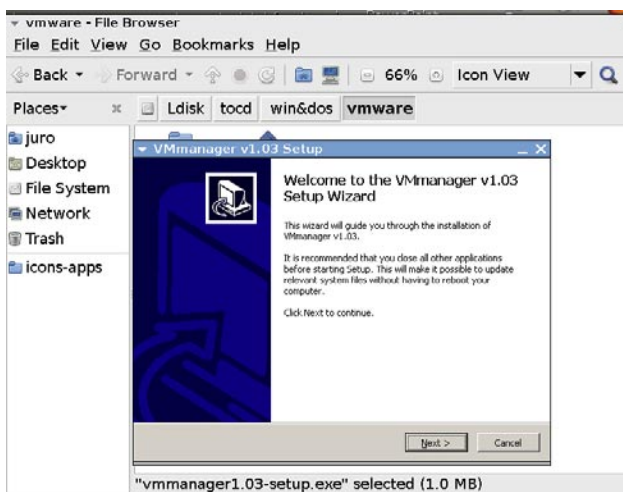 vmware - File Browser
File Edit View Go Bookmarks Help
Back Forward 66% Icon View
Places Ldisk tocd win&dos vmware
juro
Desktop
File System
Network
Trash
icons-apps
VMmanager v1.03 Setup
Welcome to the VMmanager v1.03
Setup Wizard
This wizard will guide you through the installation of
VMmanager v1.03.
It is recommended that you close all other applications
before starting Setup. This will make it possible to update
relevant system files without having to reboot your
computer.
Click Next to continue.
Next > Cancel
"vmmanager1.03-setup.exe" selected (1.0 MB)